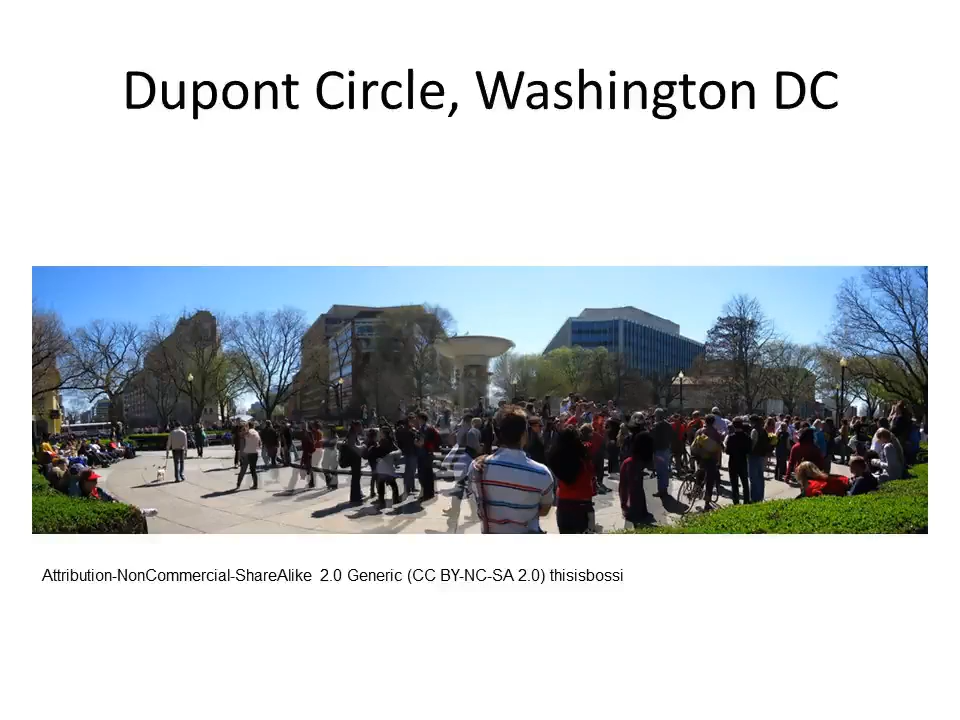 Dupont Circle, Washington DC
Attribution-NonCommercial-ShareAlike 2.0 Generic (CC BY-NC-SA 2.0) thisisbossi